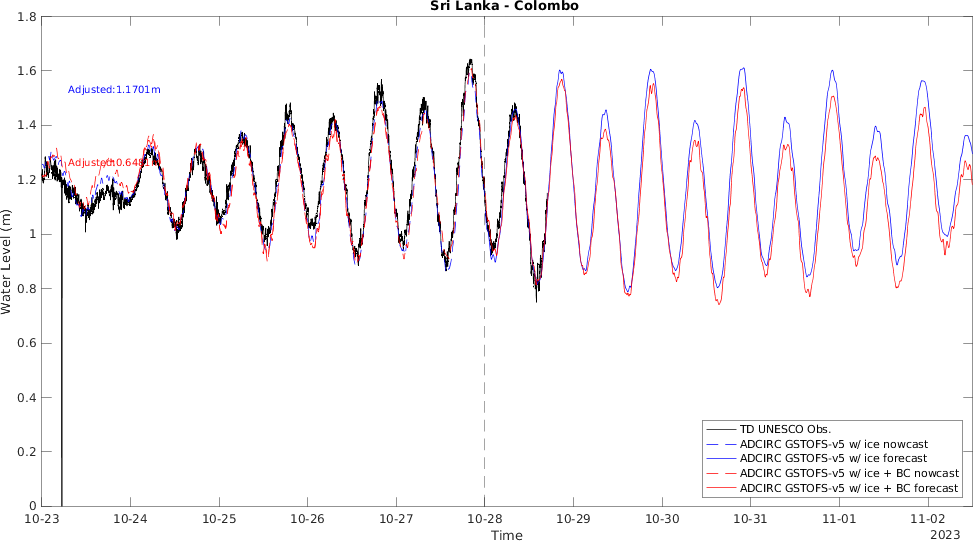 Sri Lanka - Colombo
1.8
1.6
1.4
1.2
1
0.8
0.6
0.4
0.2
0
Water Level (m)
Adjusted:1.1701m
TD UNESCO Obs.
ADCIRC GSTOFS-v5 w/ ice nowcast
ADCIRC GSTOFS-v5 w/ ice forecast
ADCIRC GSTOFS-v5 w/ ice + BC nowcast
ADCIRC GSTOFS-v5 w/ ice + BC forecast
10-23 10-24 10-25 10-26 10-27 10-28 10-29 10-30 10-31 11-01 11-02
Time
2023